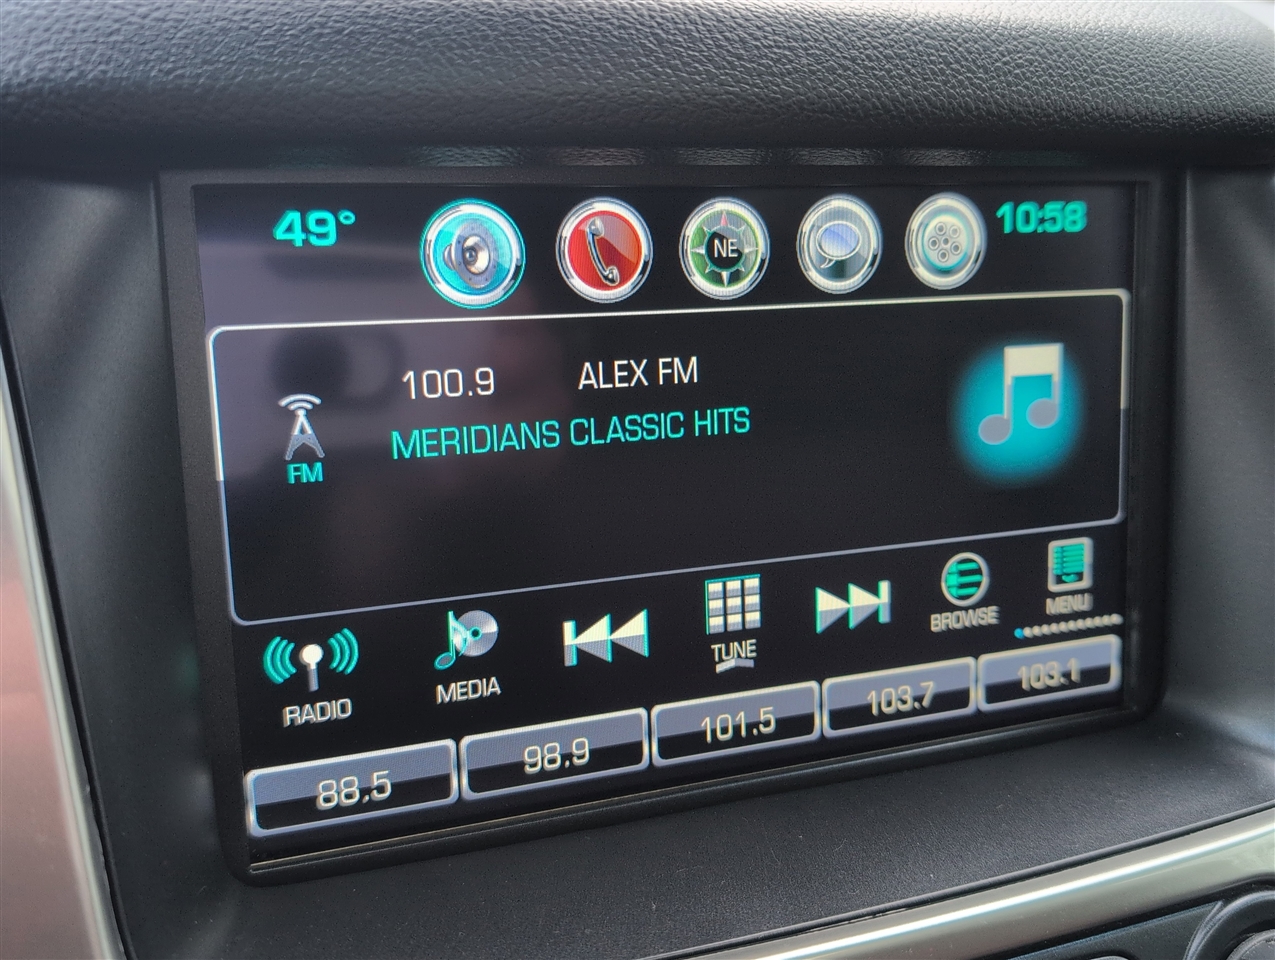 49°
NE
10:58
100.9 ALEX FM
MERIDIANS CLASSIC HITS
FM
RADIO
MEDIA
TUNE
BROWSE
MENU
88.5
98.9
101.5
103.7
103.1